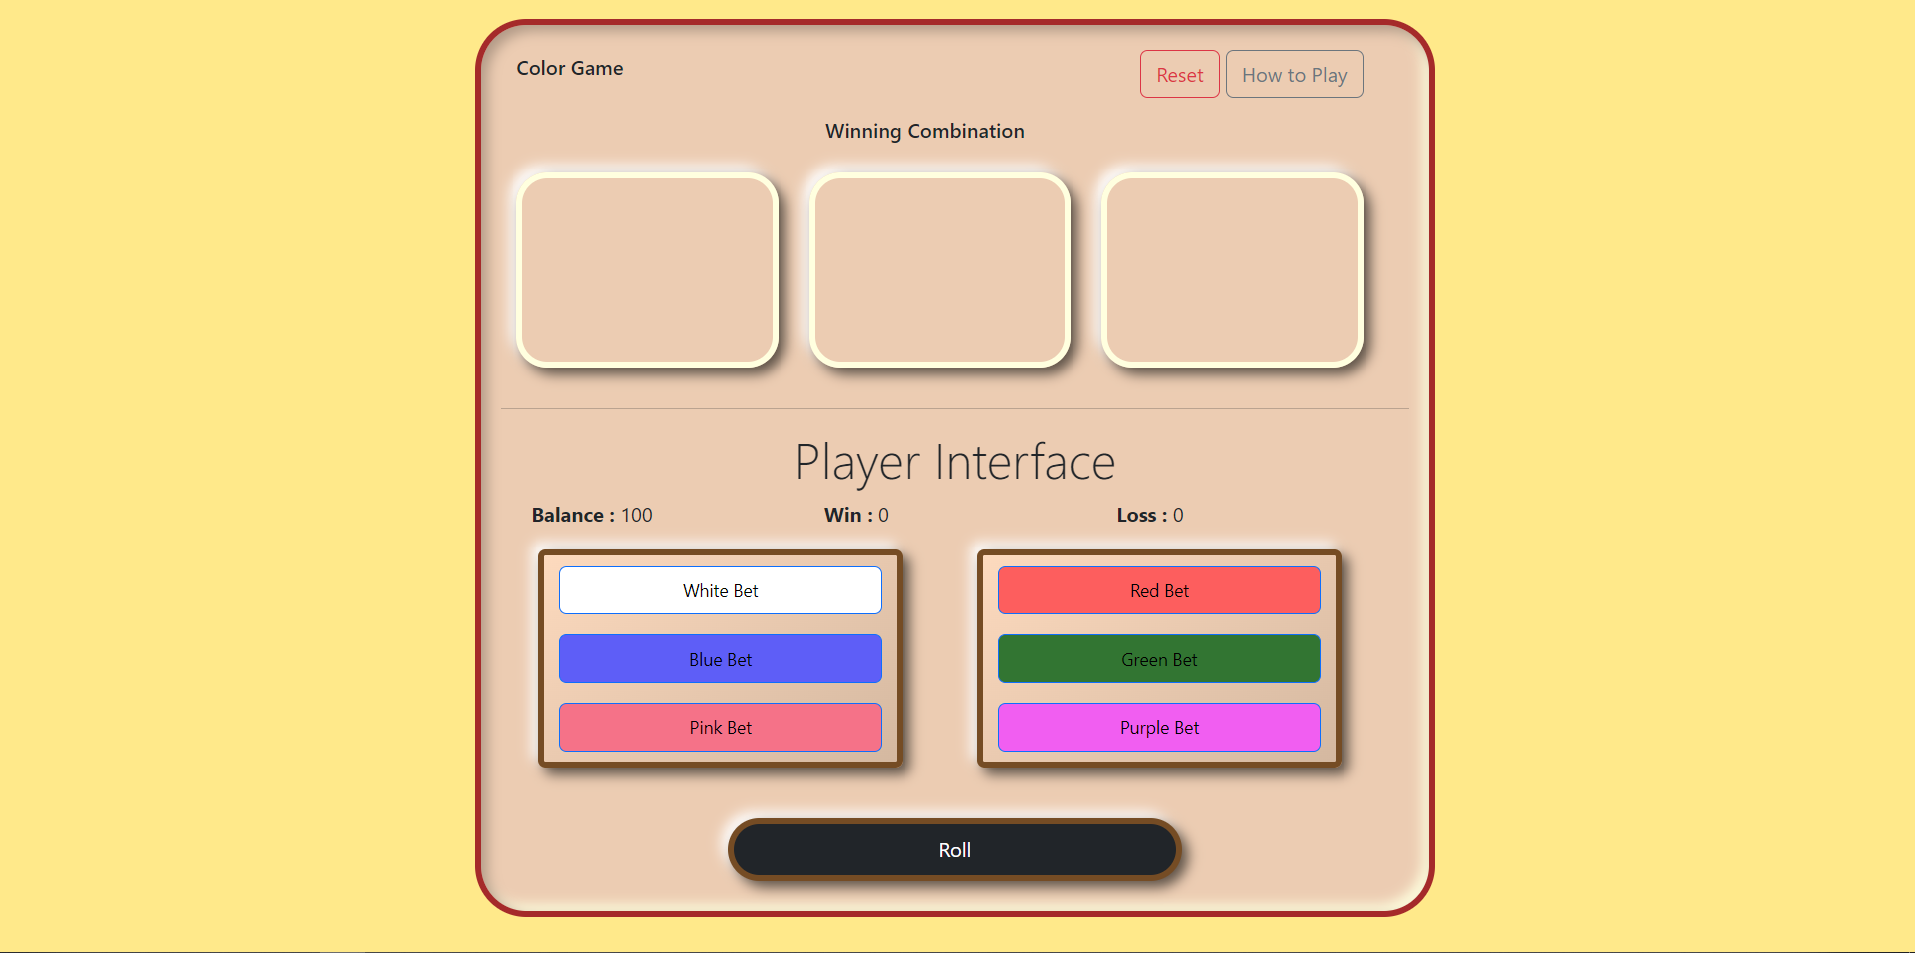 Color Game
Reset
How to Play
Winning Combination
Player Interface
Balance : 100
Win : 0
Loss : 0
White Bet
Red Bet
Blue Bet
Green Bet
Pink Bet
Purple Bet
Roll